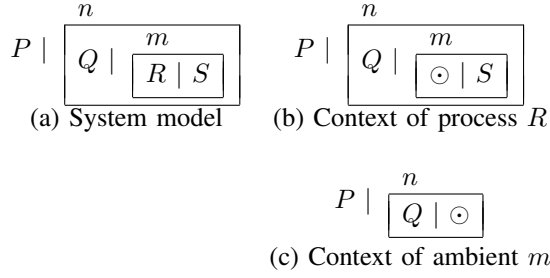 n
P | Q | m
R | S
(a) System model
n
P | Q | m
⊙ | S
(b) Context of process R
n
P | Q | ⊙
(c) Context of ambient m